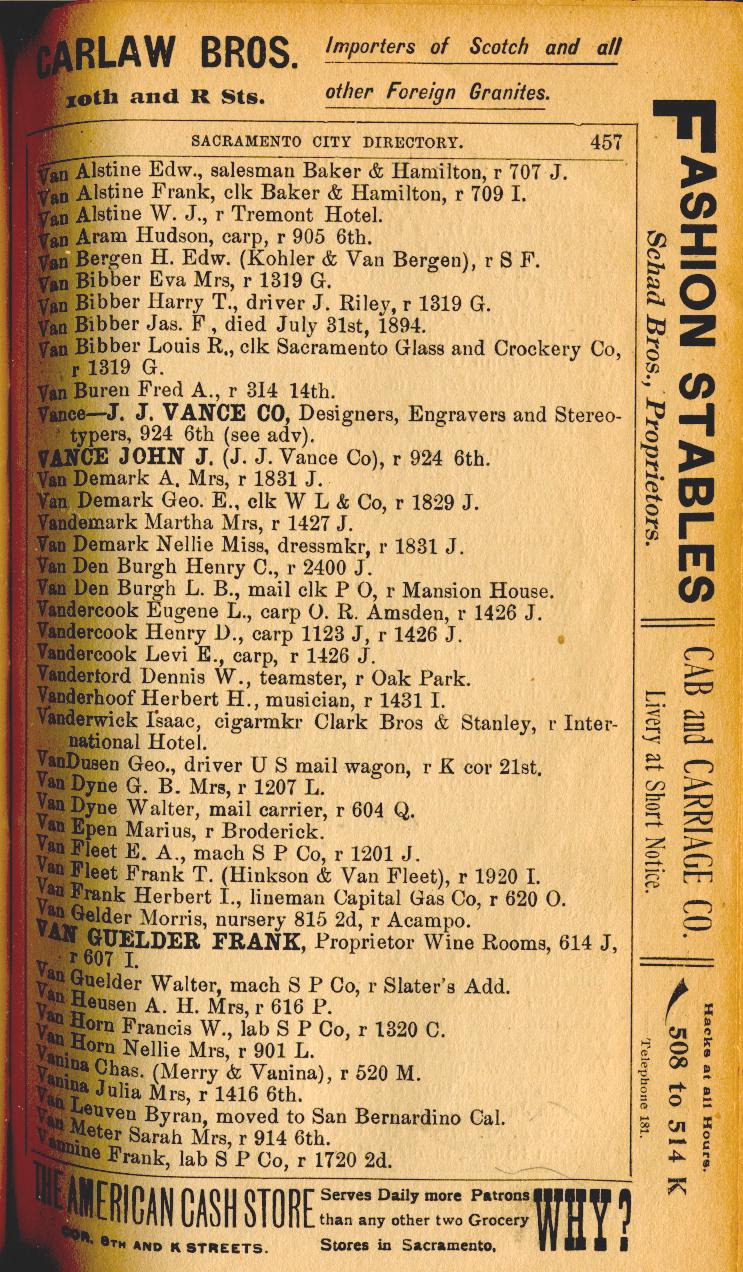 CARLAW BROS. Importers of Scotch and all
10th and R Sts. other Foreign Granites.
SACRAMENTO CITY DIRECTORY. 457
Van Alstine Edw., salesman Baker & Hamilton, r 707 J.
Van Alstine Frank, clk Baker & Hamilton, r 709 I.
Van Alstine W. J., r Tremont Hotel.
Van Aram Hudson, carp, r 905 6th.
Van Bergen H. Edw. (Kohler & Van Bergen), r S F.
Van Bibber Eva Mrs, r 1319 G.
Van Bibber Harry T., driver J. Riley, r 1319 G.
Van Bibber Jas. F , died July 31st, 1894.
Van Bibber Louis R., clk Sacramento Glass and Crockery Co,
r 1319 G.
Van Buren Fred A., r 314 14th.
Vance—J. J. VANCE CO, Designers, Engravers and Stereo-
typers, 924 6th (see adv).
VANCE JOHN J. (J. J. Vance Co), r 924 6th.
Van Demark A. Mrs, r 1831 J.
Van Demark Geo. E., clk W L & Co, r 1829 J.
Vandemark Martha Mrs, r 1427 J.
Van Demark Nellie Miss, dressmkr, r 1831 J.
Van Den Burgh Henry C., r 2400 J.
Van Den Burgh L. B., mail clk P O, r Mansion House.
Vandercook Eugene L., carp O. R. Amsden, r 1426 J.
Vandercook Henry D., carp 1123 J, r 1426 J.
Vandercook Levi E., carp, r 1426 J.
Vanderford Dennis W., teamster, r Oak Park.
Vanderhoof Herbert H., musician, r 1431 I.
Vanderwick Isaac, cigarmkr Clark Bros & Stanley, r Inter-
national Hotel.
VanDusen Geo., driver U S mail wagon, r K cor 21st.
Van Dyne G. B. Mrs, r 1207 L.
Van Dyne Walter, mail carrier, r 604 Q.
Van Epen Marius, r Broderick.
Van Fleet E. A., mach S P Co, r 1201 J.
Van Fleet Frank T. (Hinkson & Van Fleet), r 1920 I.
Van Frank Herbert I., lineman Capital Gas Co, r 620 O.
Van Gelder Morris, nursery 815 2d, r Acampo.
VAN GUELDER FRANK, Proprietor Wine Rooms, 614 J,
r 607 I.
Van Guelder Walter, mach S P Co, r Slater's Add.
Van Heusen A. H. Mrs, r 616 P.
Van Horn Francis W., lab S P Co, r 1320 C.
Van Horn Nellie Mrs, r 901 L.
Vanina Chas. (Merry & Vanina), r 520 M.
Vanina Julia Mrs, r 1416 6th.
Van Leuven Byran, moved to San Bernardino Cal.
Van Meter Sarah Mrs, r 914 6th.
Vannine Frank, lab S P Co, r 1720 2d.
THE AMERICAN CASH STORE
COR. 8TH AND K STREETS.
Serves Daily more Patrons
than any other two Grocery
Stores in Sacramento,
WHY?
FASHION STABLES
Schad Bros., Proprietors.
CAB and CARRIAGE CO.
Livery at Short Notice.
Hacks at all Hours.
508 to 514 K
Telephone 181.